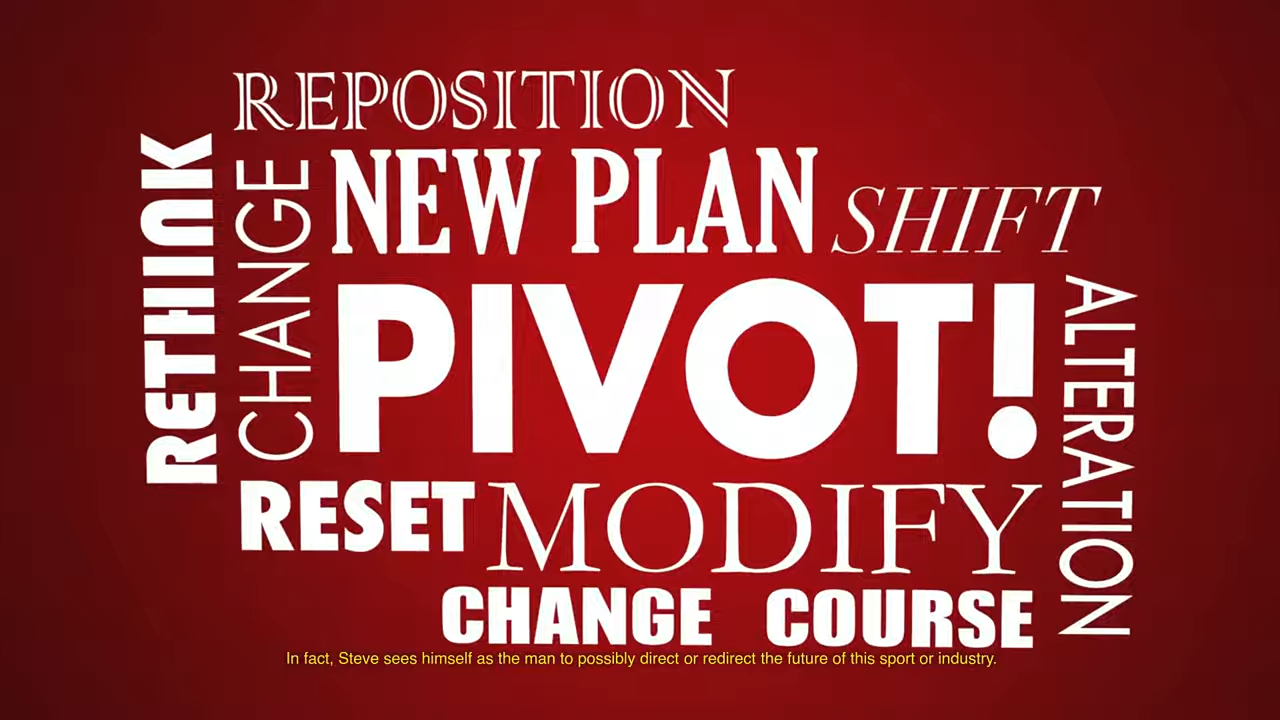 REPOSITION
RETHINK
CHANGE
NEW PLAN
SHIFT
PIVOT!
ALTERATION
RESET
MODIFY
CHANGE COURSE
In fact, Steve sees himself as the man to possibly direct or redirect the future of this sport or industry.